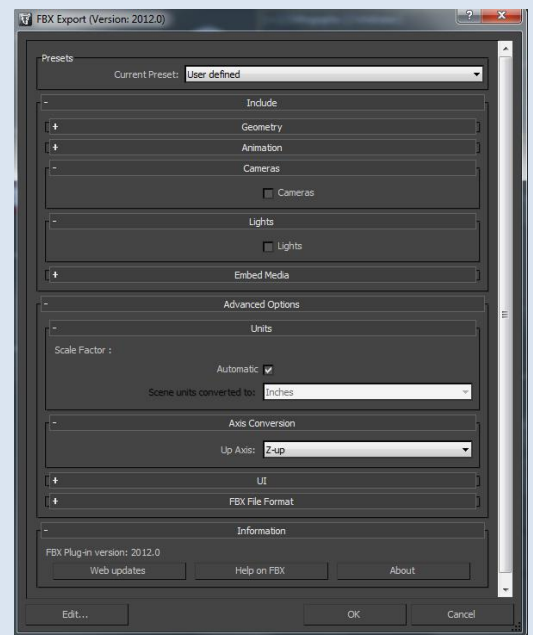 FBX Export (Version: 2012.0)
Presets
Current Preset: User defined
- Include
+ Geometry
+ Animation
- Cameras
Cameras
- Lights
Lights
+ Embed Media
- Advanced Options
- Units
Scale Factor :
Automatic
Scene units converted to: Inches
- Axis Conversion
Up Axis: Z-up
+ UI
+ FBX File Format
- Information
FBX Plug-in version: 2012.0
Web updates Help on FBX About
Edit... OK Cancel